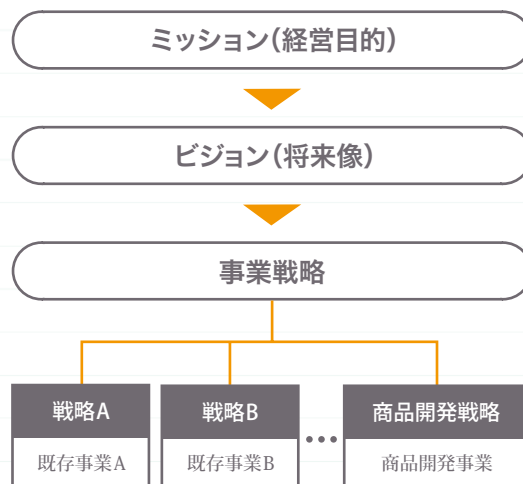 ミッション(経営目的)
ビジョン(将来像)
事業戦略
戦略A
戦略B
商品開発戦略
既存事業A
既存事業B
•••
商品開発事業